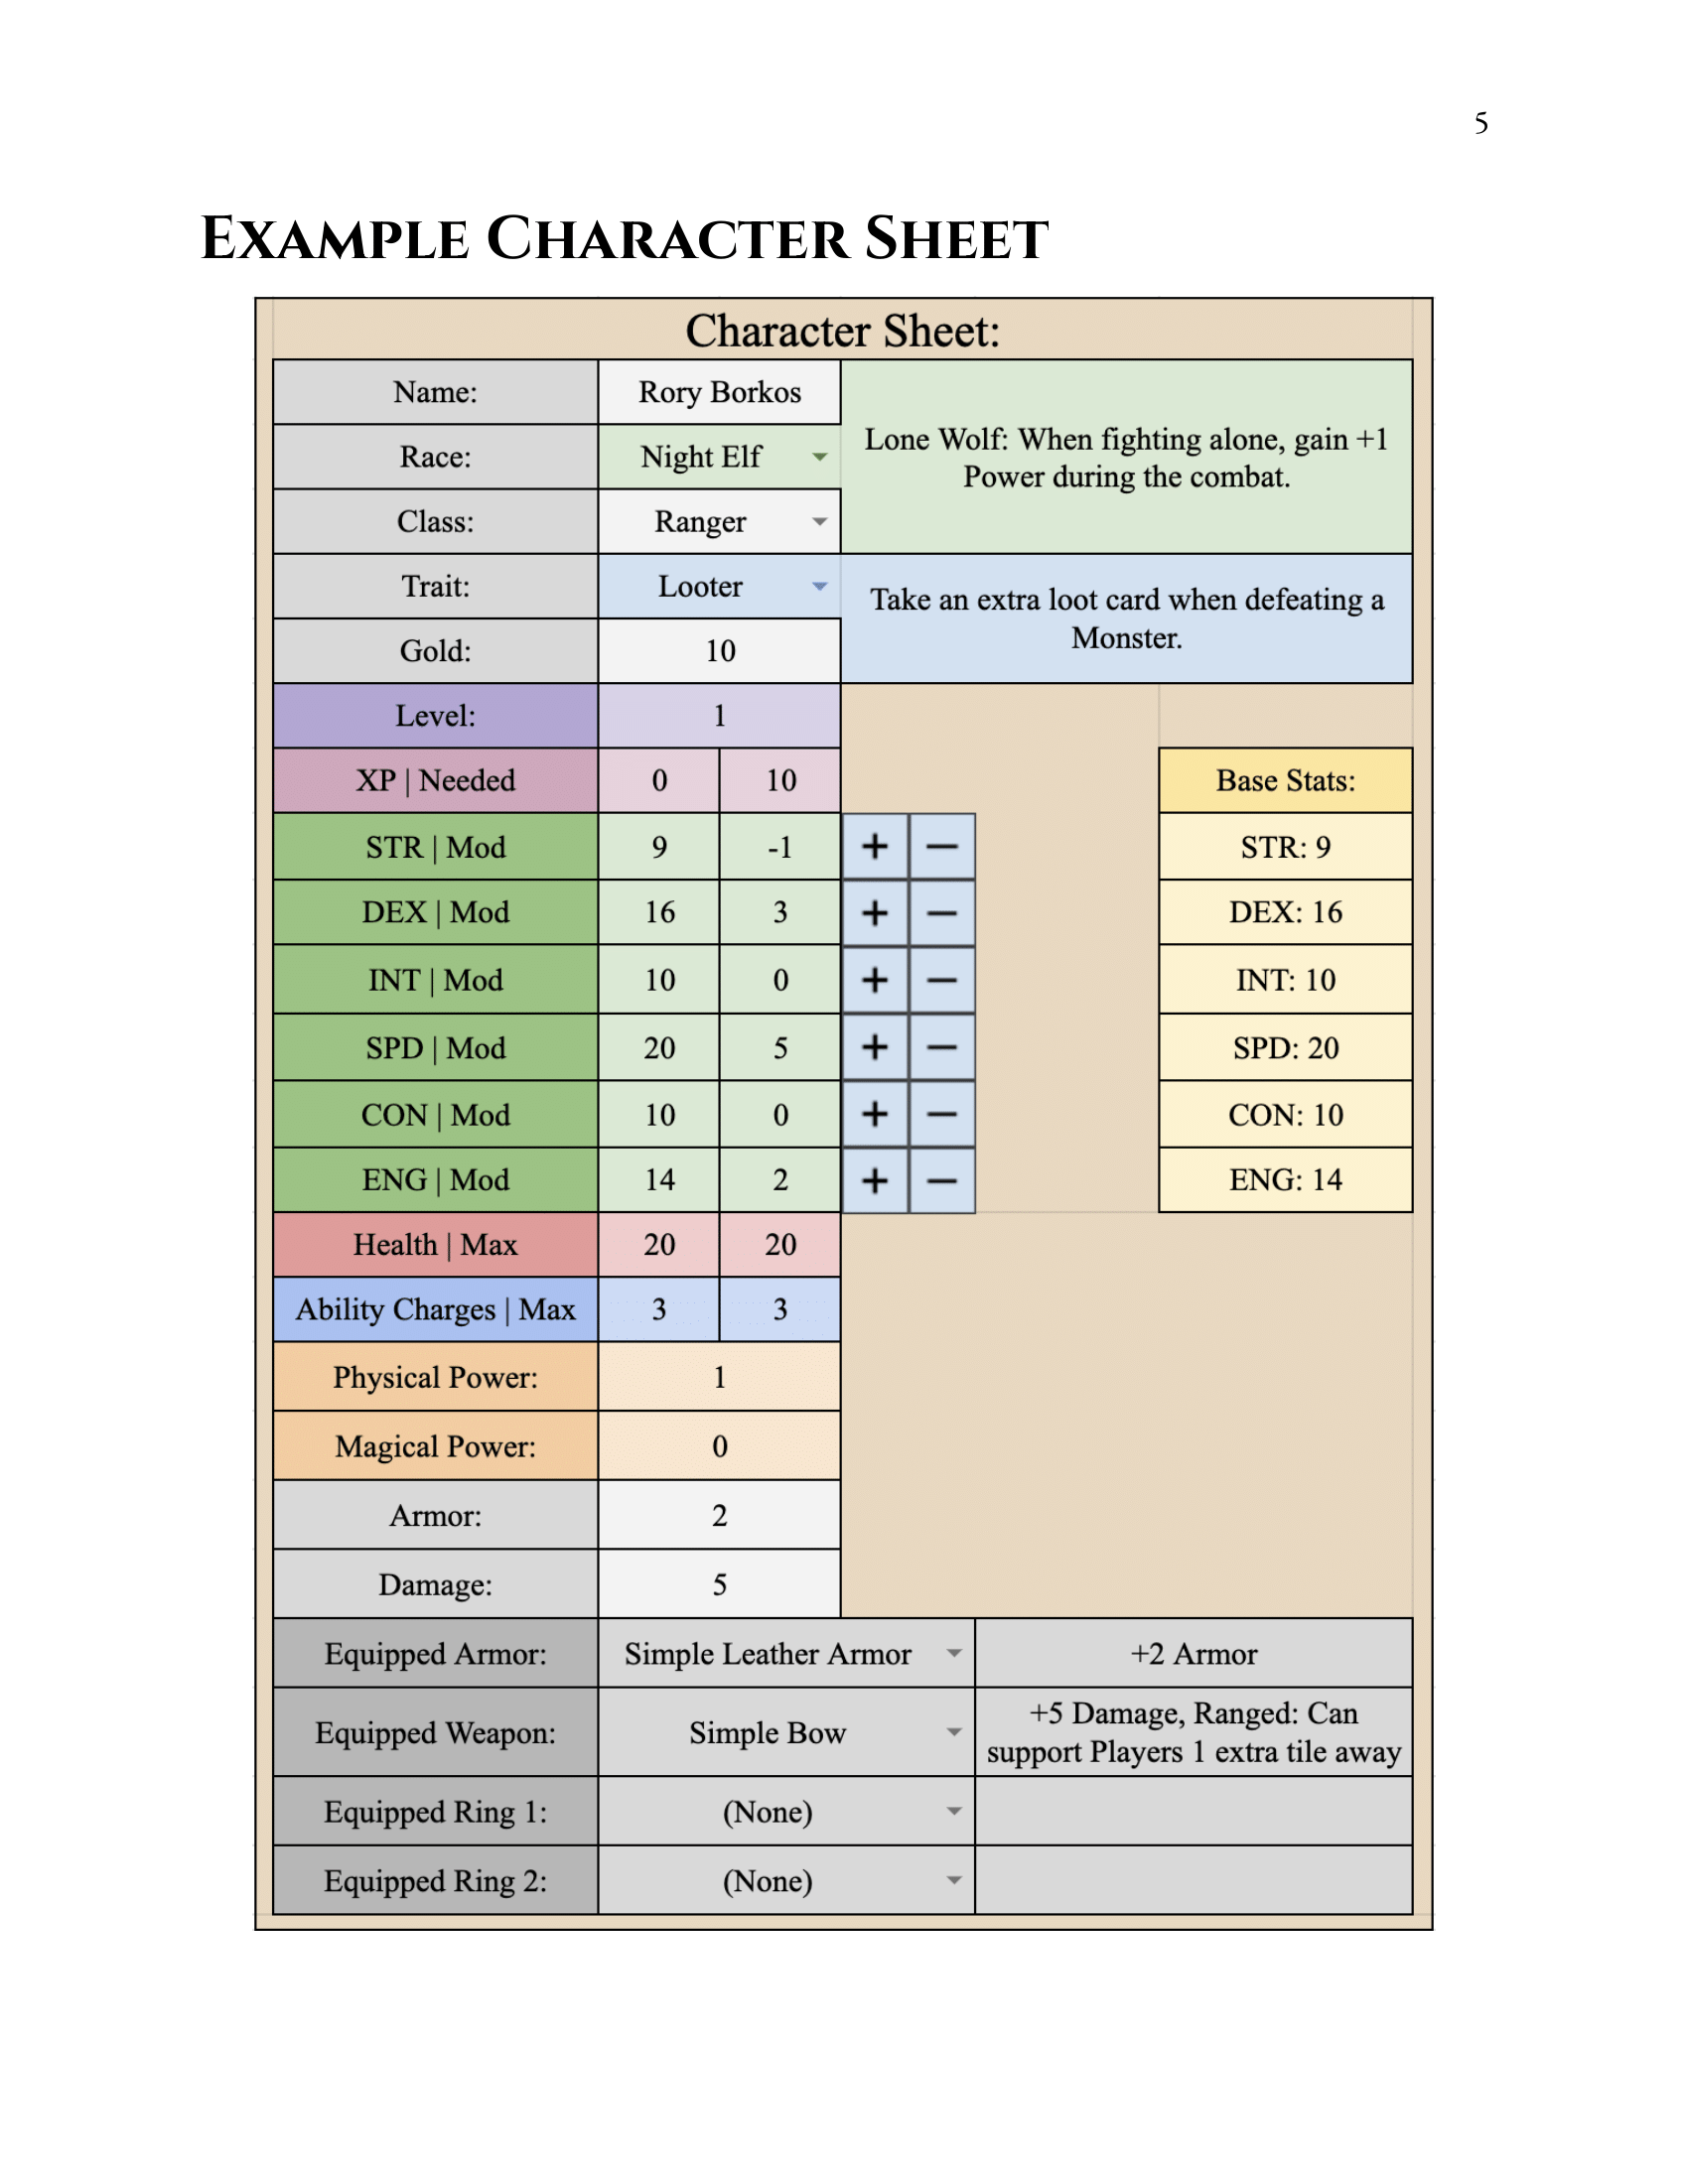 5
Example Character Sheet
Character Sheet:
Name: Rory Borkos
Lone Wolf: When fighting alone, gain +1
Power during the combat.
Race: Night Elf
Class: Ranger
Trait: Looter
Take an extra loot card when defeating a
Monster.
Gold: 10
Level: 1
XP | Needed 0 10 Base Stats:
STR | Mod 9 -1 + − STR: 9
DEX | Mod 16 3 + − DEX: 16
INT | Mod 10 0 + − INT: 10
SPD | Mod 20 5 + − SPD: 20
CON | Mod 10 0 + − CON: 10
ENG | Mod 14 2 + − ENG: 14
Health | Max 20 20
Ability Charges | Max 3 3
Physical Power: 1
Magical Power: 0
Armor: 2
Damage: 5
Equipped Armor: Simple Leather Armor +2 Armor
Equipped Weapon: Simple Bow +5 Damage, Ranged: Can
support Players 1 extra tile away
Equipped Ring 1: (None)
Equipped Ring 2: (None)